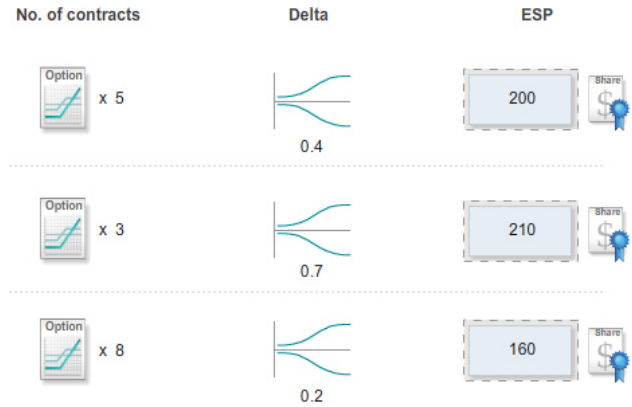 No. of contracts Delta ESP
Option x 5 200 Share
$
0.4
Option x 3 210 Share
$
0.7
Option x 8 160 Share
$
0.2